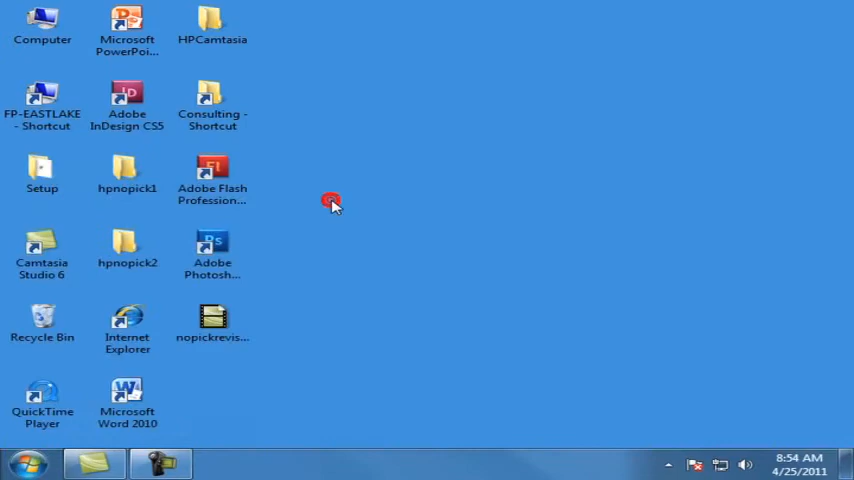 Computer
Microsoft
PowerPoi...
HPCamtasia
FP-EASTLAKE
- Shortcut
Adobe
InDesign CS5
Consulting -
Shortcut
Setup
hpnopick1
Adobe Flash
Profession...
Camtasia
Studio 6
hpnopick2
Adobe
Photosh...
Recycle Bin
Internet
Explorer
nopickrevis...
QuickTime
Player
Microsoft
Word 2010
8:54 AM
4/25/2011